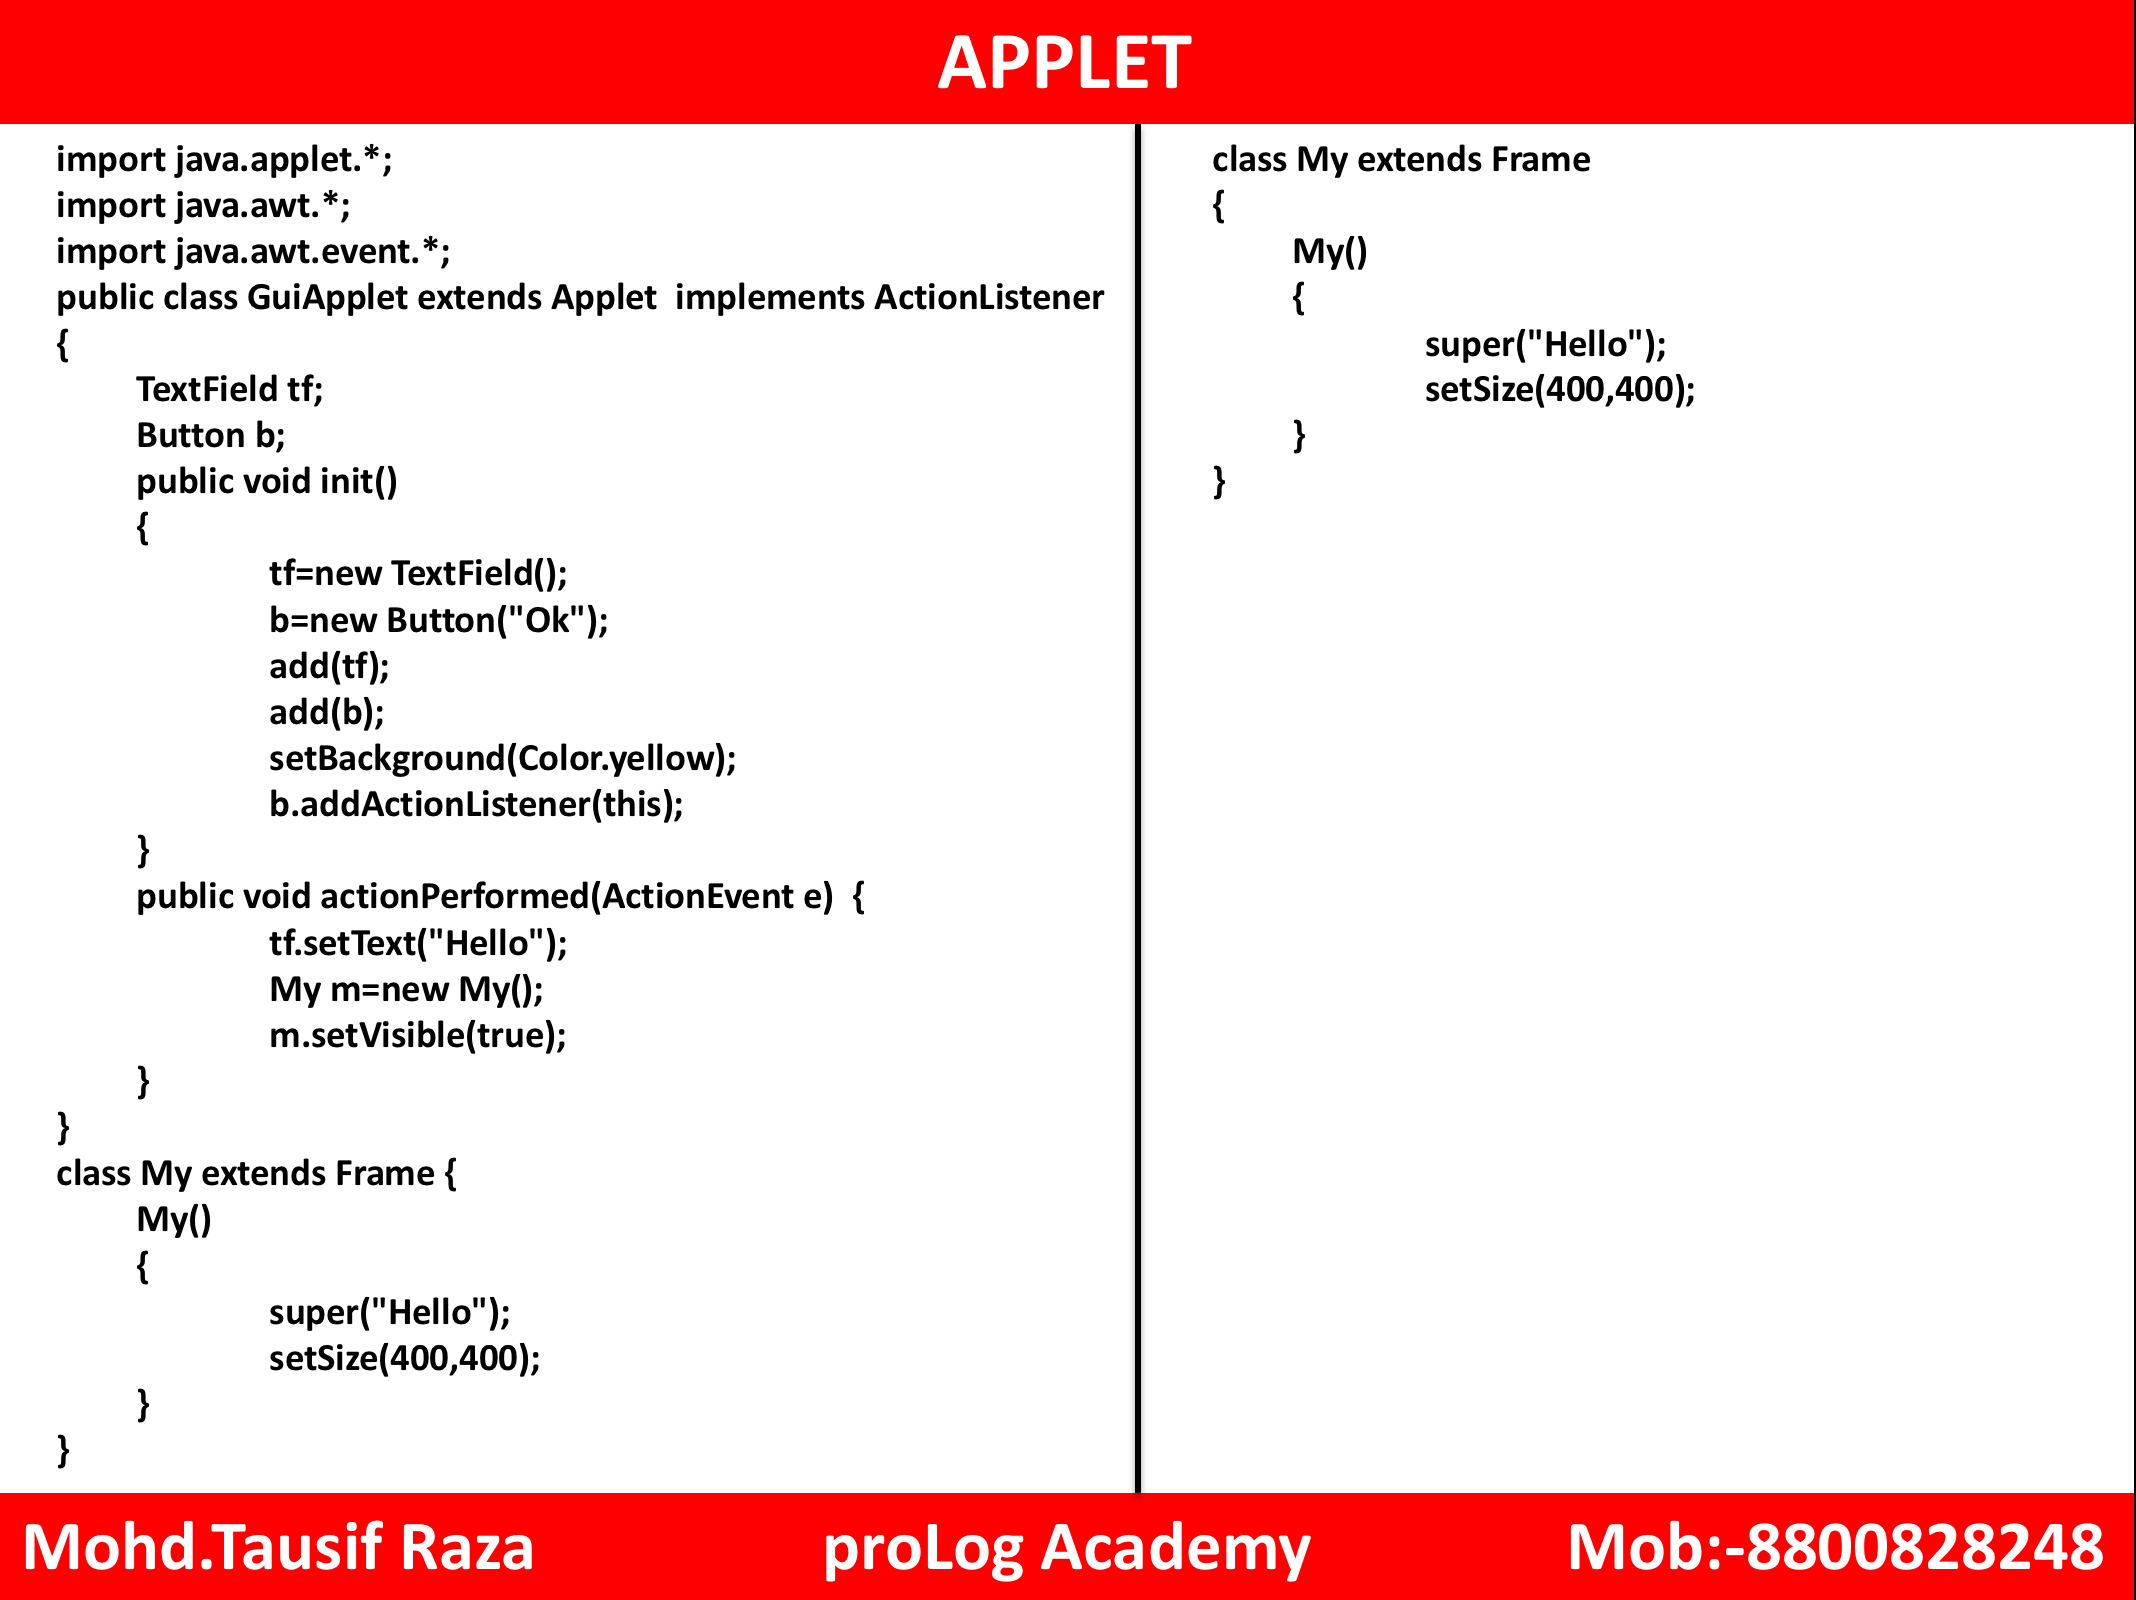 APPLET
import java.applet.*;
import java.awt.*;
import java.awt.event.*;
public class GuiApplet extends Applet  implements ActionListener
{
TextField tf;
Button b;
public void init()
{
tf=new TextField();
b=new Button("Ok");
add(tf);
add(b);
setBackground(Color.yellow);
b.addActionListener(this);
}
public void actionPerformed(ActionEvent e)  {
tf.setText("Hello");
My m=new My();
m.setVisible(true);
}
}
class My extends Frame {
My()
{
super("Hello");
setSize(400,400);
}
}
class My extends Frame
{
My()
{
super("Hello");
setSize(400,400);
}
}
Mohd.Tausif Raza
proLog Academy
Mob:-8800828248